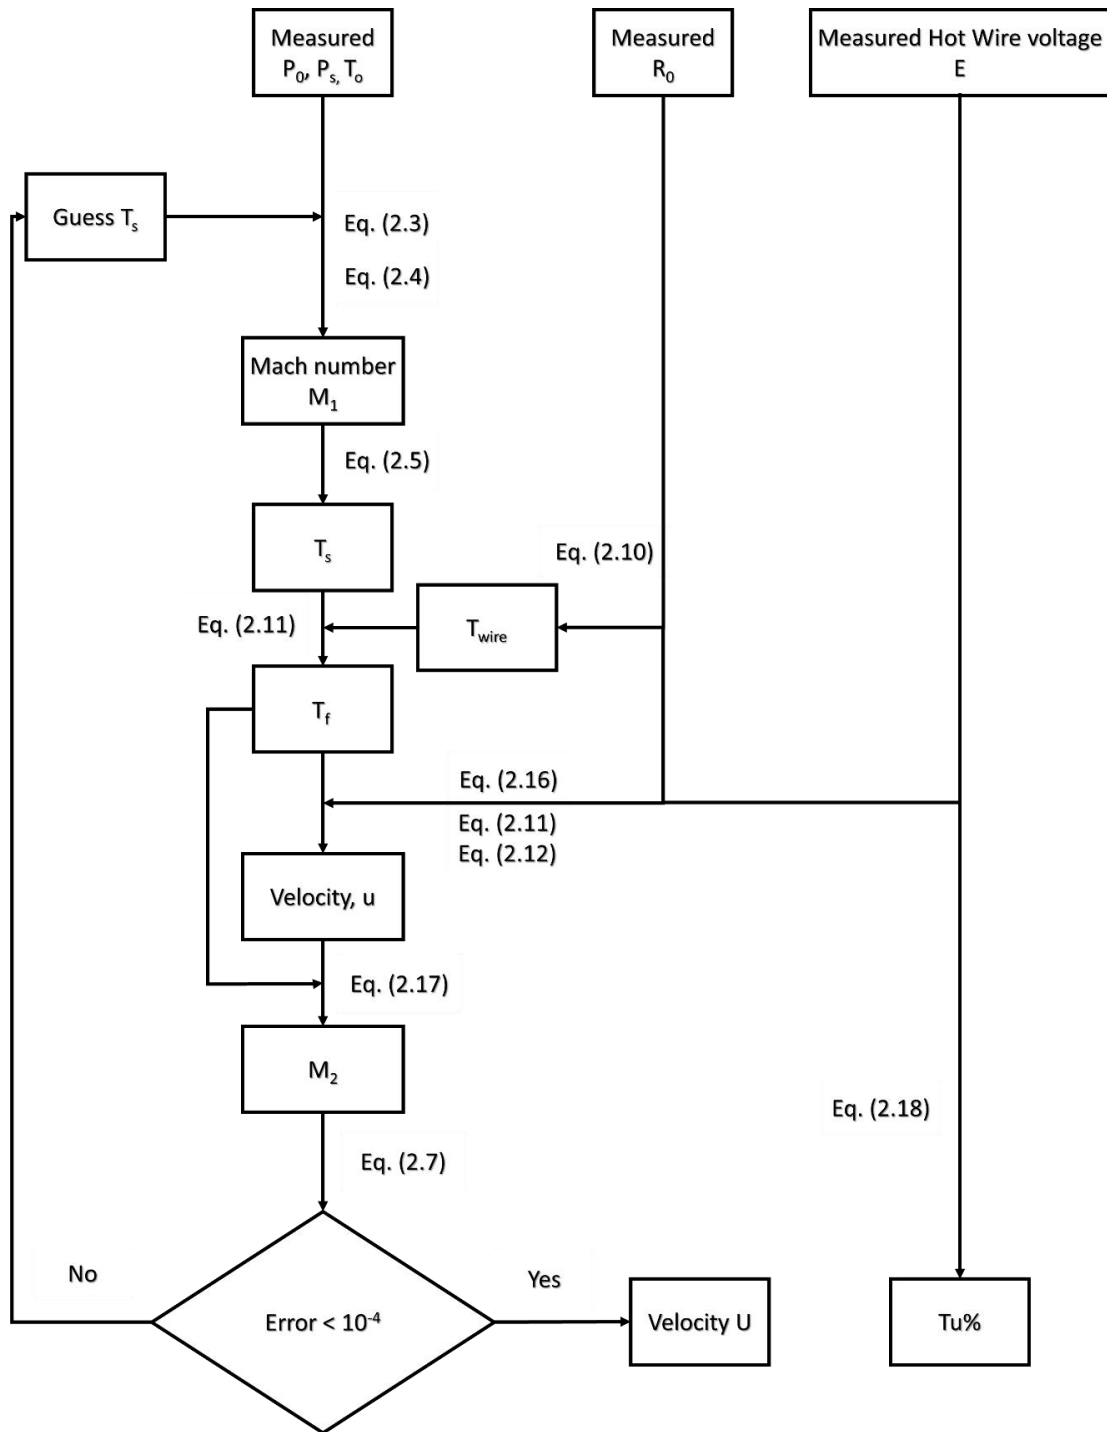 Measured
P₀, Pₛ, Tₒ
Measured
R₀
Measured Hot Wire voltage
E
Guess Tₛ
Eq. (2.3)
Eq. (2.4)
Mach number
M₁
Eq. (2.5)
Tₛ
Eq. (2.10)
Eq. (2.11)
T_wire
T_f
Eq. (2.16)
Eq. (2.11)
Eq. (2.12)
Velocity, u
Eq. (2.17)
M₂
Eq. (2.18)
Eq. (2.7)
No
Yes
Error < 10⁻⁴
Velocity U
Tu%